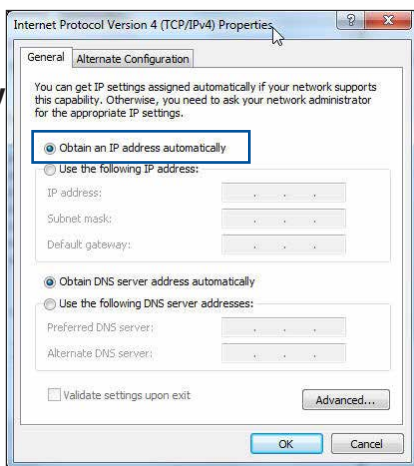 Internet Protocol Version 4 (TCP/IPv4) Properties
General
Alternate Configuration
You can get IP settings assigned automatically if your network supports
this capability. Otherwise, you need to ask your network administrator
for the appropriate IP settings.
Obtain an IP address automatically
Use the following IP address:
IP address:
Subnet mask:
Default gateway:
Obtain DNS server address automatically
Use the following DNS server addresses:
Preferred DNS server:
Alternate DNS server:
Validate settings upon exit
Advanced...
OK
Cancel